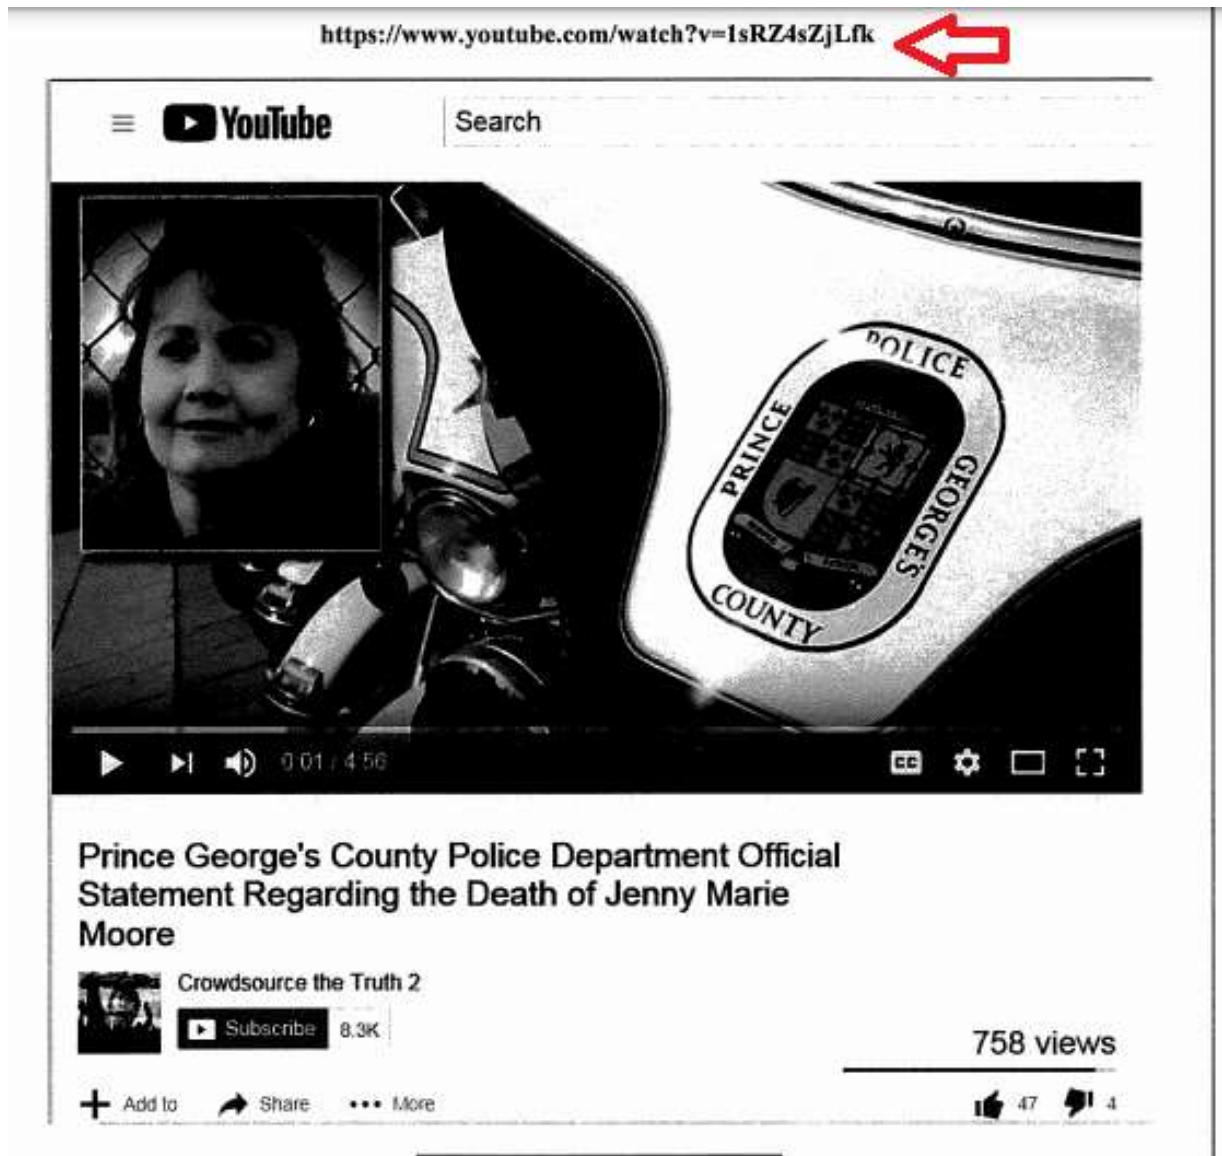 https://www.youtube.com/watch?v=1sRZ4sZjLfk
YouTube
Search
POLICE
PRINCE GEORGE'S
COUNTY
0:01 / 4:56
CC
Prince George's County Police Department Official
Statement Regarding the Death of Jenny Marie
Moore
Crowdsource the Truth 2
Subscribe 8.3K
758 views
Add to Share More 47 4